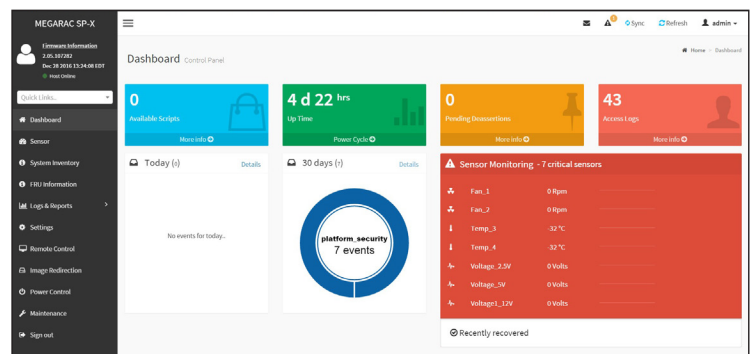 MEGARAC SP-X
Firmware Information
2.05.107282
Dec 28 2016 13:24:08 EDT
Host Online
Quick Links..
Dashboard
Sensor
System Inventory
FRU Information
Logs & Reports
Settings
Remote Control
Image Redirection
Power Control
Maintenance
Sign out
Sync
Refresh
admin
Dashboard Control Panel
Home > Dashboard
0
Available Scripts
More info
4 d 22 hrs
Up Time
Power Cycle
0
Pending Deassertions
More info
43
Access Logs
More info
Today (0)
Details
No events for today..
30 days (7)
Details
platform_security
7 events
Sensor Monitoring - 7 critical sensors
Fan_1 0 Rpm
Fan_2 0 Rpm
Temp_3 -32 °C
Temp_4 -32 °C
Voltage_2.5V 0 Volts
Voltage_5V 0 Volts
Voltage1_12V 0 Volts
Recently recovered